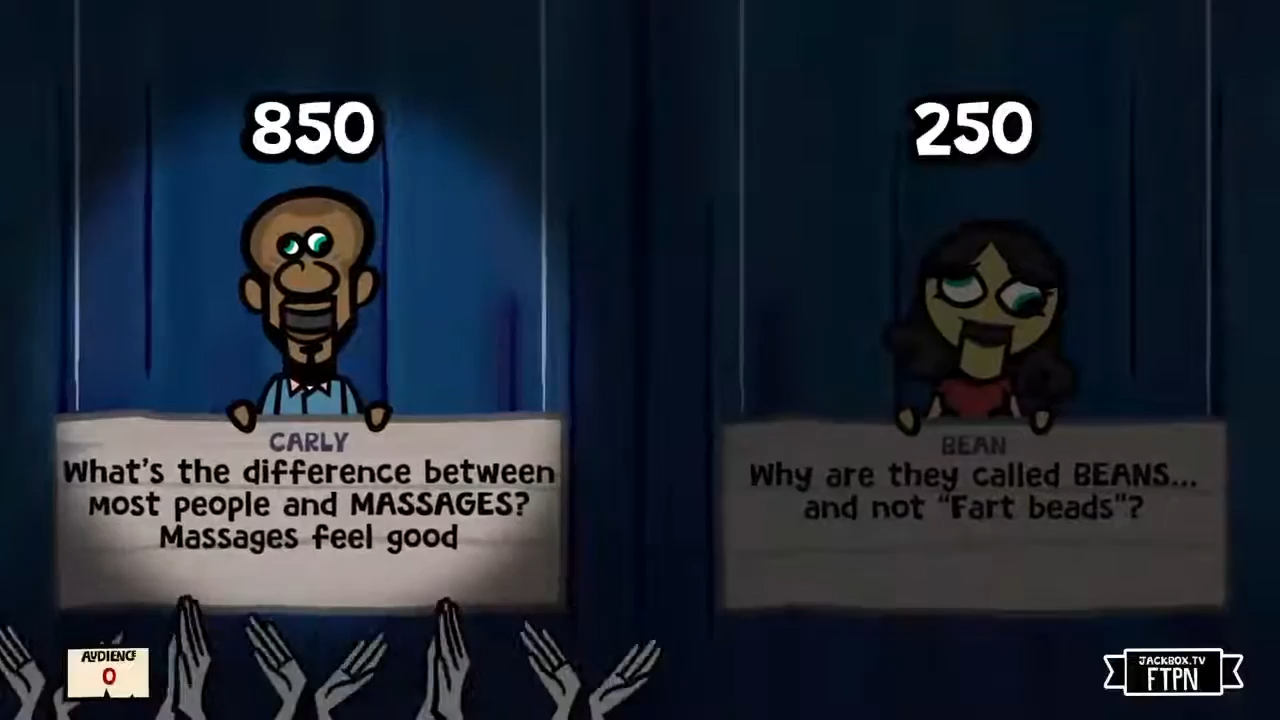 850
250
CARLY
What's the difference between
most people and MASSAGES?
Massages feel good
BEAN
Why are they called BEANS...
and not "Fart beads"?
AUDIENCE
0
JACKBOX.TV
FTPN